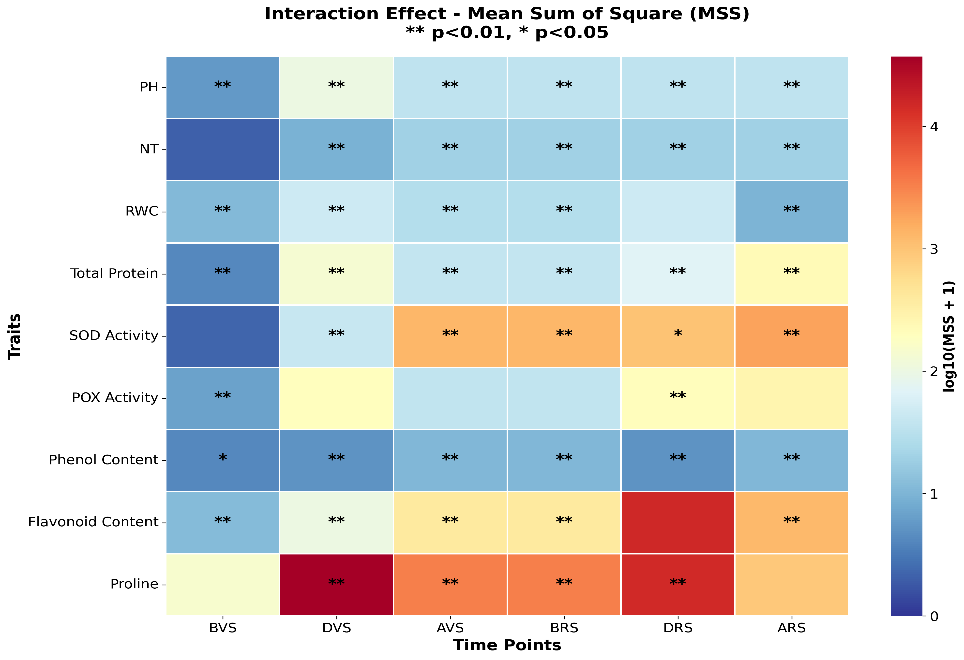 Interaction Effect - Mean Sum of Square (MSS)
** p<0.01, * p<0.05
Traits
PH ** ** ** ** ** **
NT ** ** ** ** **
RWC ** ** ** ** **
Total Protein ** ** ** ** ** **
SOD Activity ** ** ** * **
POX Activity ** **
Phenol Content * ** ** ** ** **
Flavonoid Content ** ** ** ** **
Proline ** ** ** **
BVS DVS AVS BRS DRS ARS
Time Points
4
3
2
1
0
log10(MSS + 1)